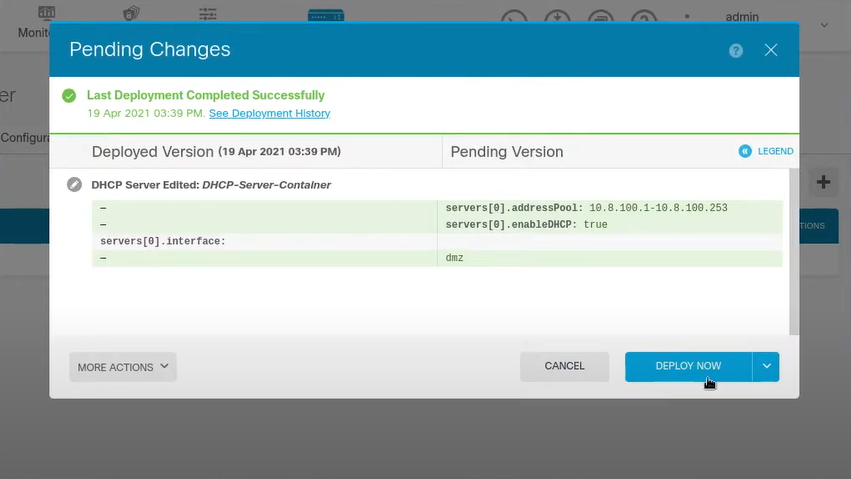 Monito
admin
Pending Changes
?
er
Last Deployment Completed Successfully
19 Apr 2021 03:39 PM. See Deployment History
Configura
Deployed Version (19 Apr 2021 03:39 PM)
Pending Version
LEGEND
DHCP Server Edited: DHCP-Server-Container
– servers[0].addressPool: 10.8.100.1-10.8.100.253
– servers[0].enableDHCP: true
TIONS
servers[0].interface:
– dmz
MORE ACTIONS
CANCEL
DEPLOY NOW